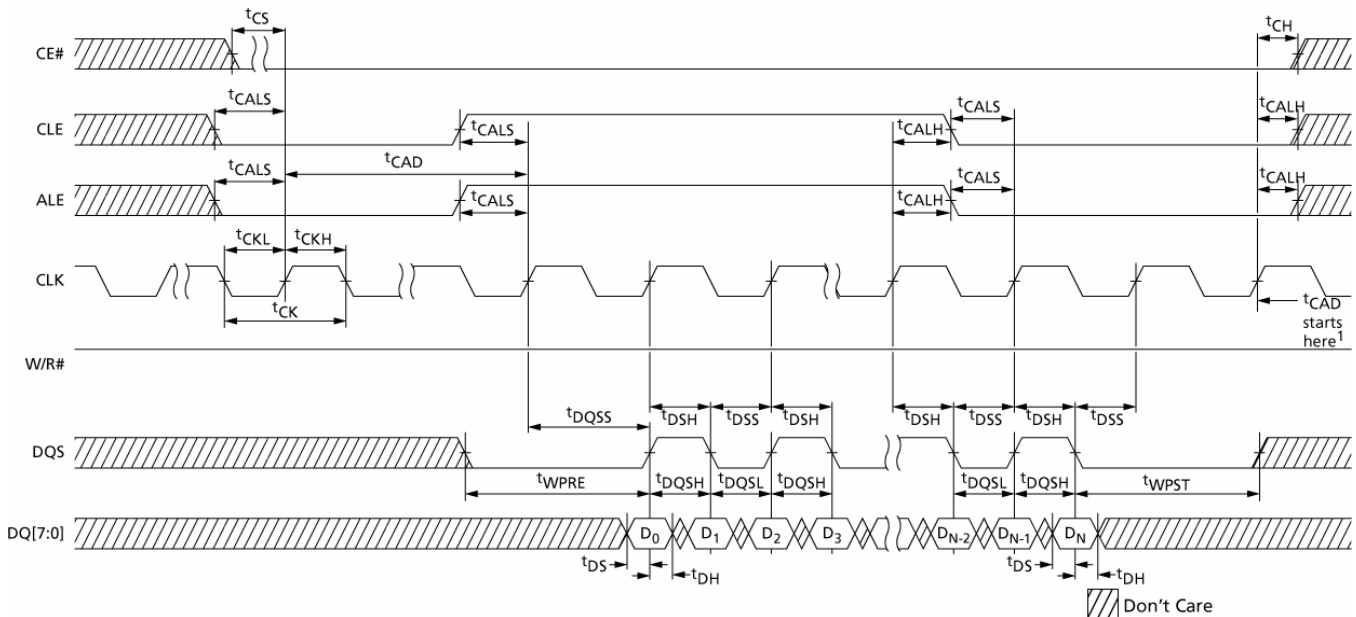 tCS
tCH
CE#
tCALS
tCALS
tCALH
CLE
tCALS
tCALH
tCALS
tCAD
tCALS
tCALH
ALE
tCALS
tCALH
tCKL
tCKH
CLK
tCK
tCAD
starts
here1
W/R#
tDQSS
tDSH
tDSS
tDSH
tDSH
tDSS
tDSH
tDSS
DQS
tWPRE
tDQSH
tDQSL
tDQSH
tDQSL
tDQSH
tWPST
DQ[7:0]
D0
D1
D2
D3
DN-2
DN-1
DN
tDS
tDH
tDS
tDH
Don't Care